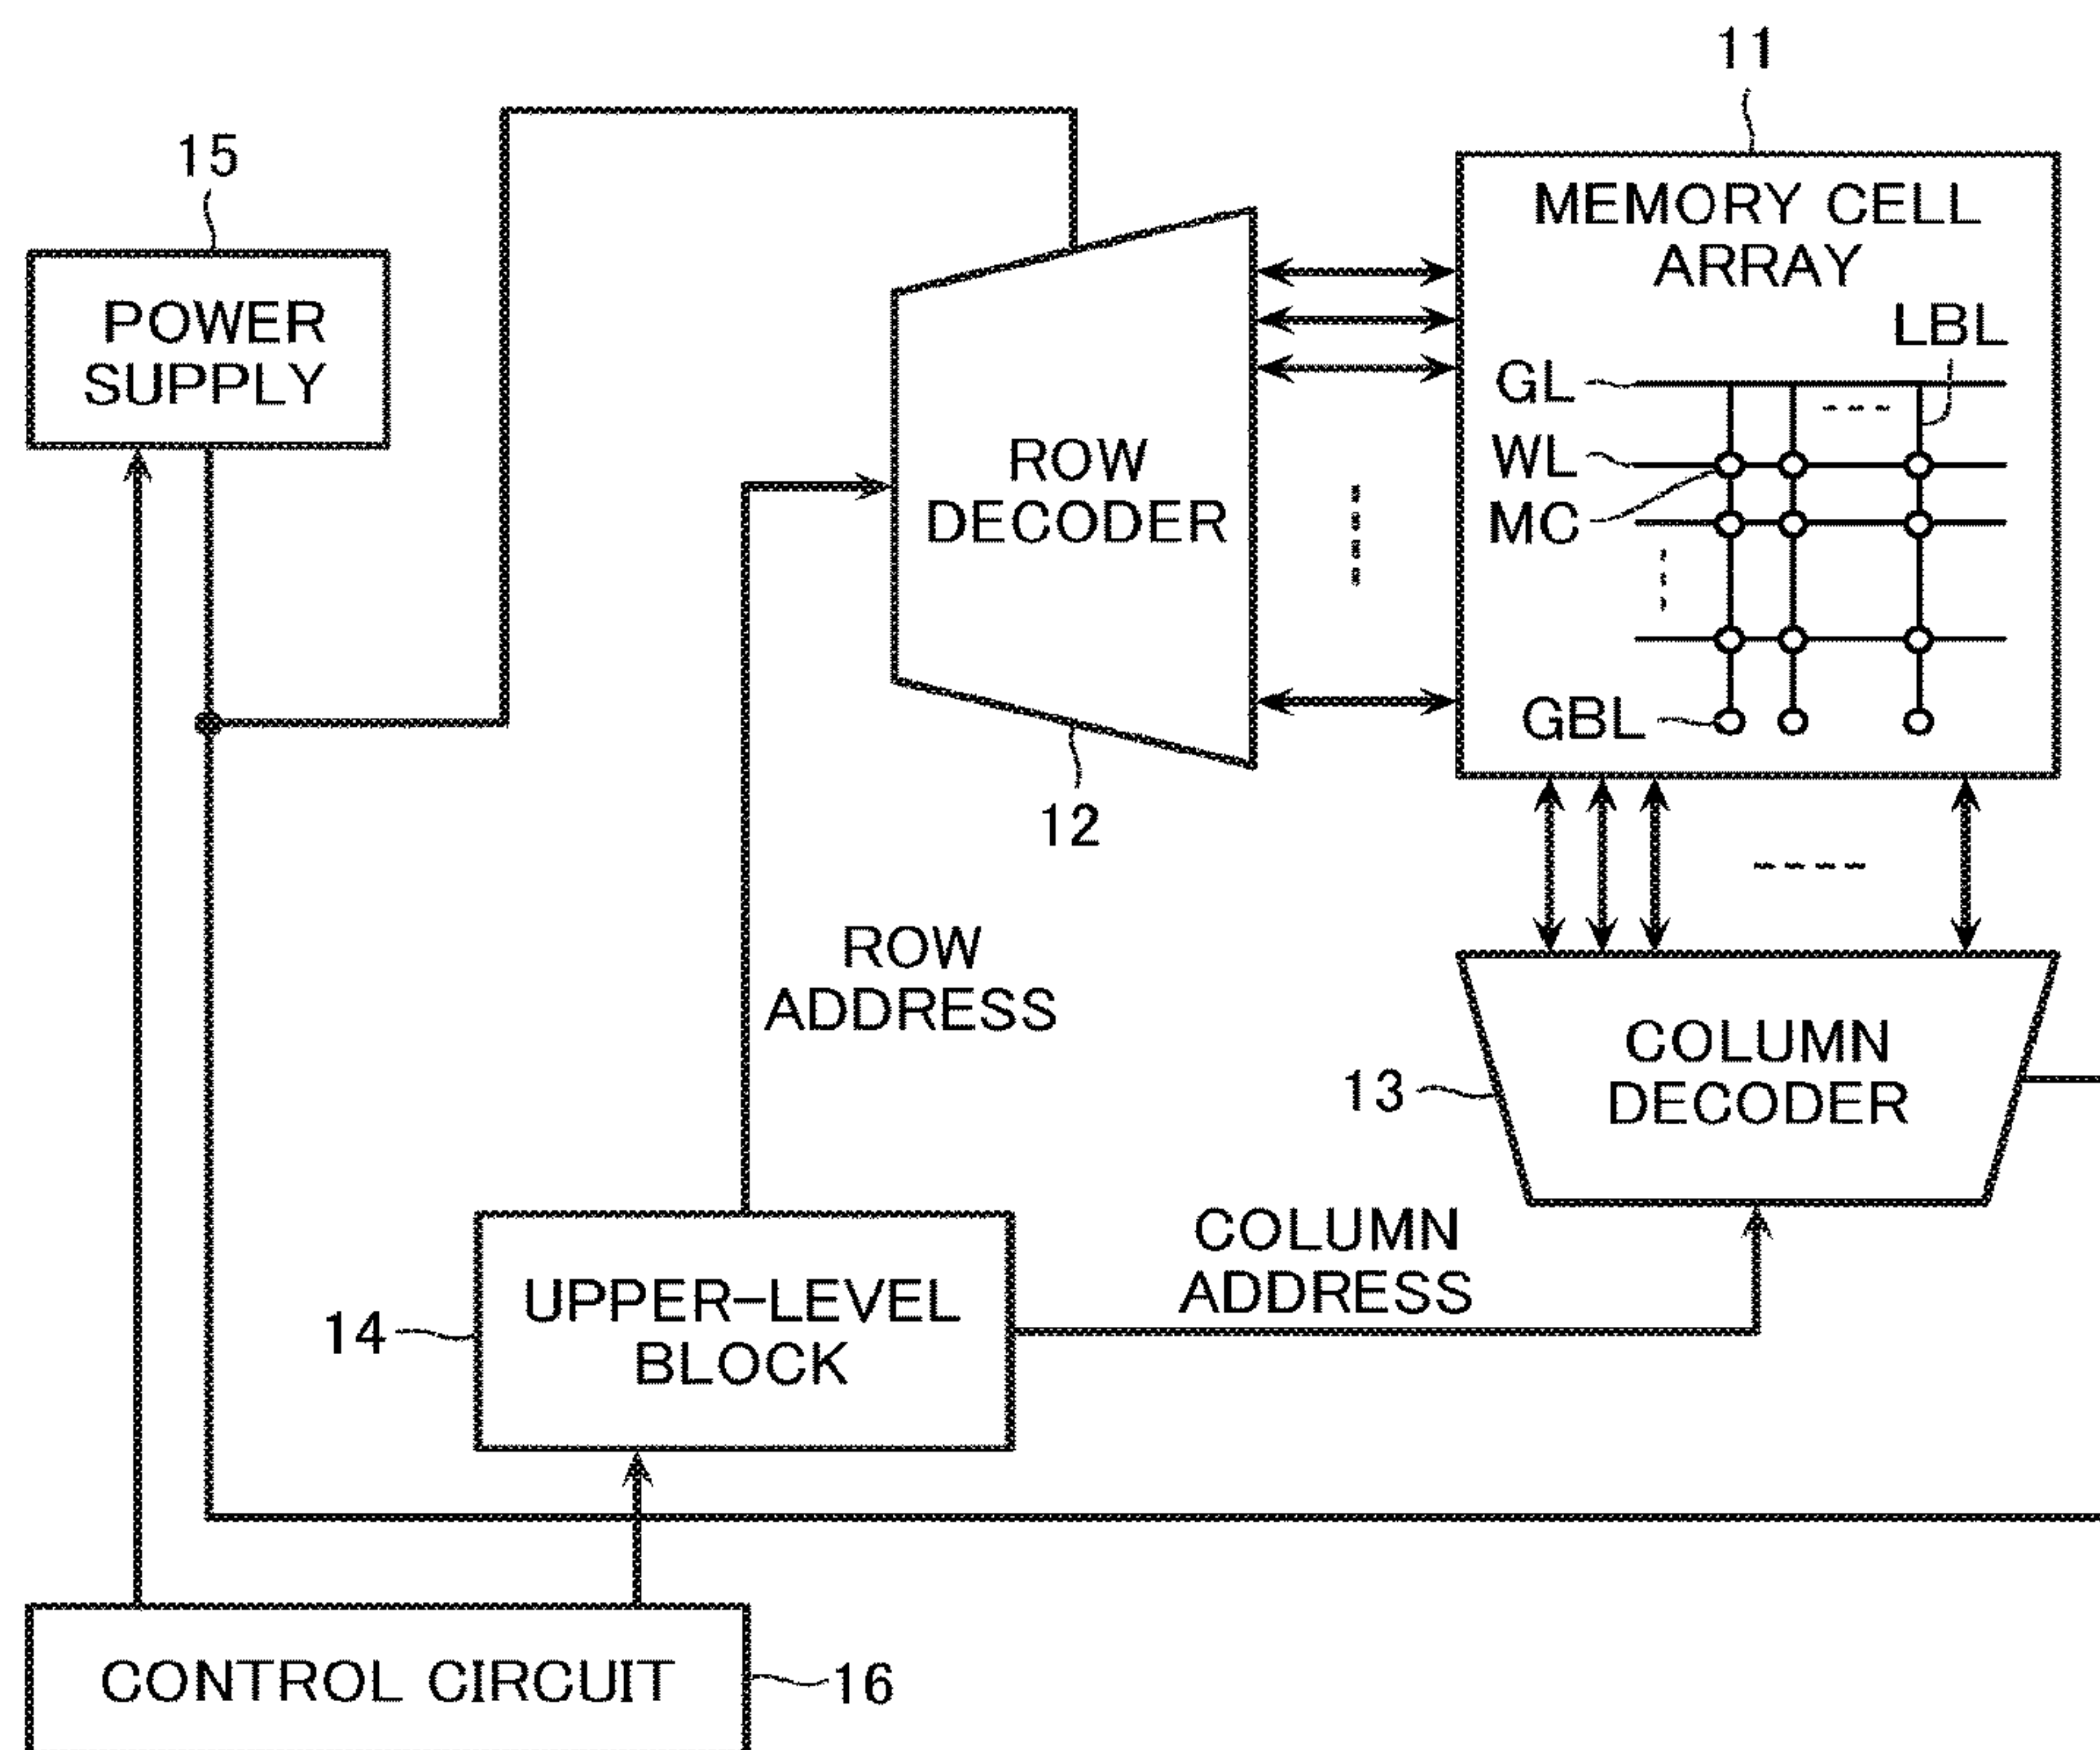 11
15
MEMORY CELL
ARRAY
POWER
SUPPLY
LBL
GL
WL
MC
GBL
ROW
DECODER
12
ROW
ADDRESS
COLUMN
DECODER
13
COLUMN
ADDRESS
UPPER-LEVEL
BLOCK
14
CONTROL CIRCUIT
16